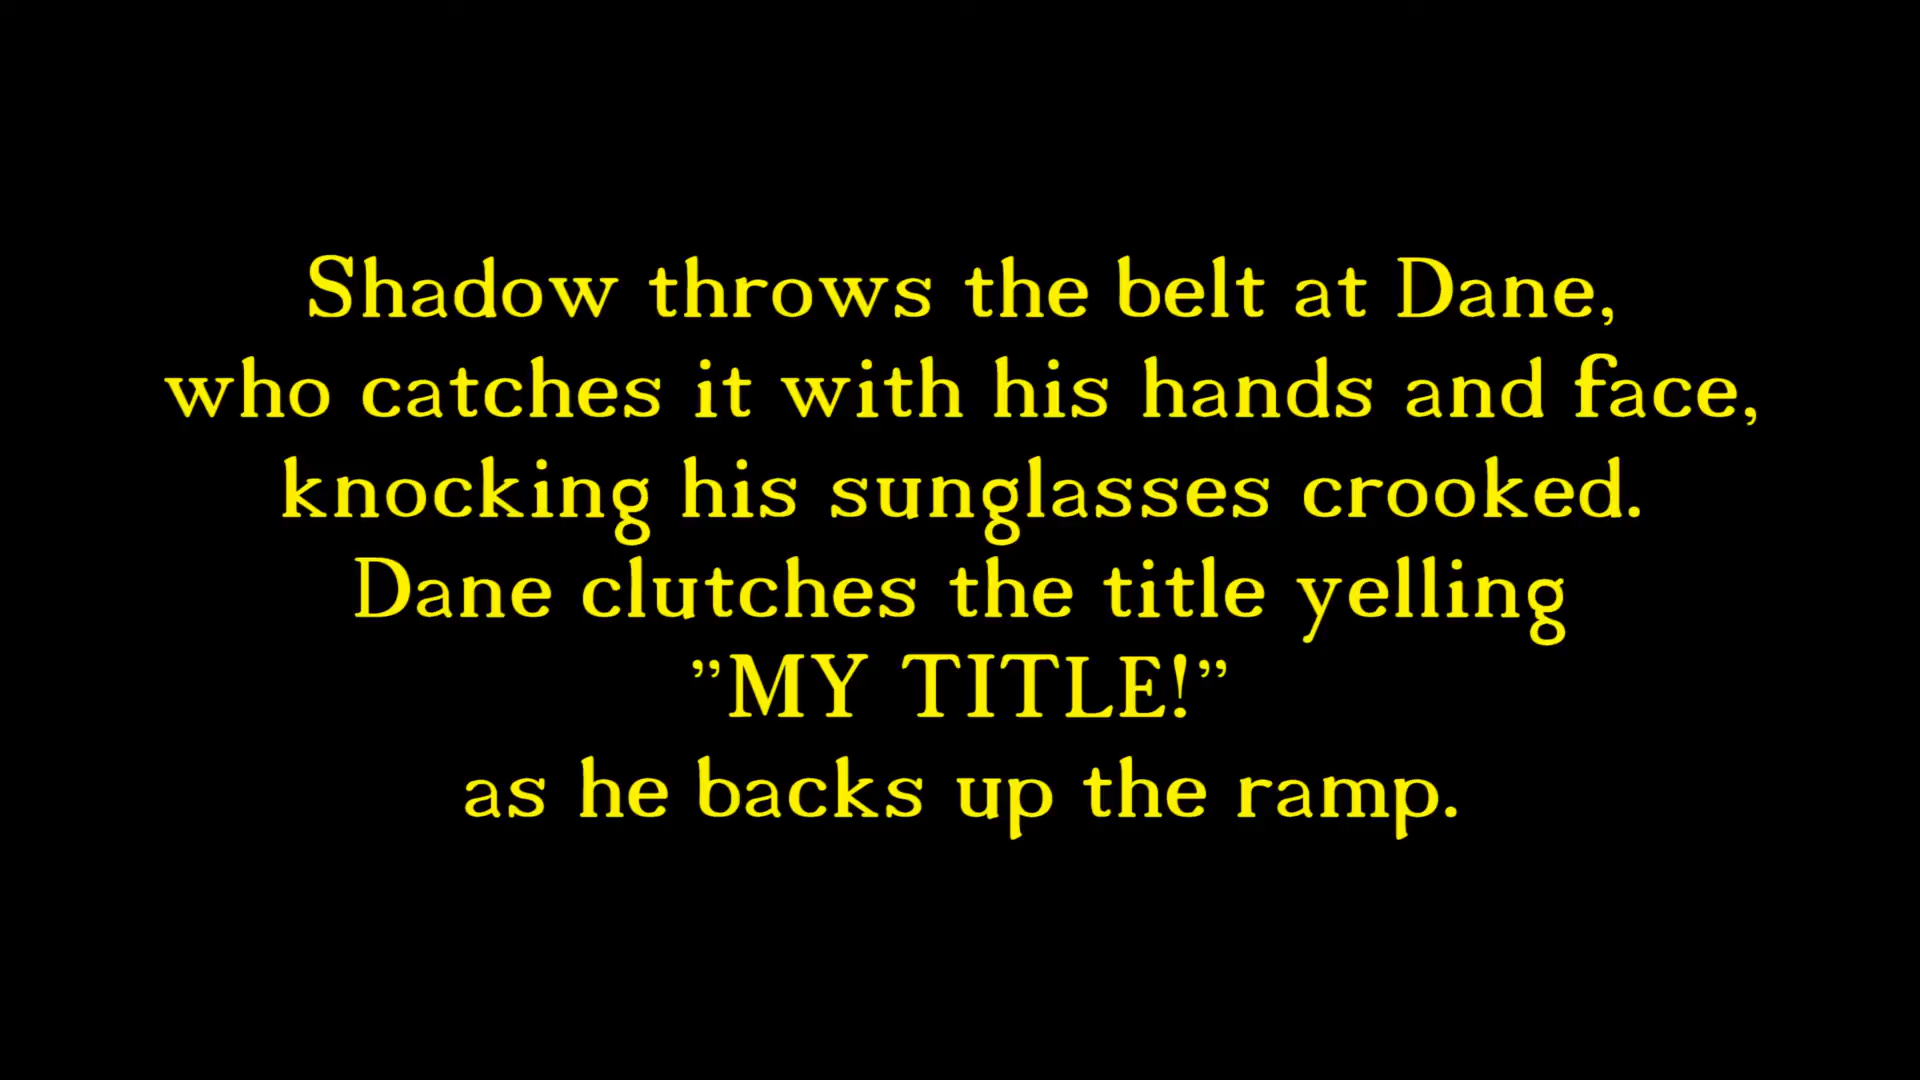 Shadow throws the belt at Dane,
who catches it with his hands and face,
knocking his sunglasses crooked.
Dane clutches the title yelling
”MY TITLE!”
as he backs up the ramp.